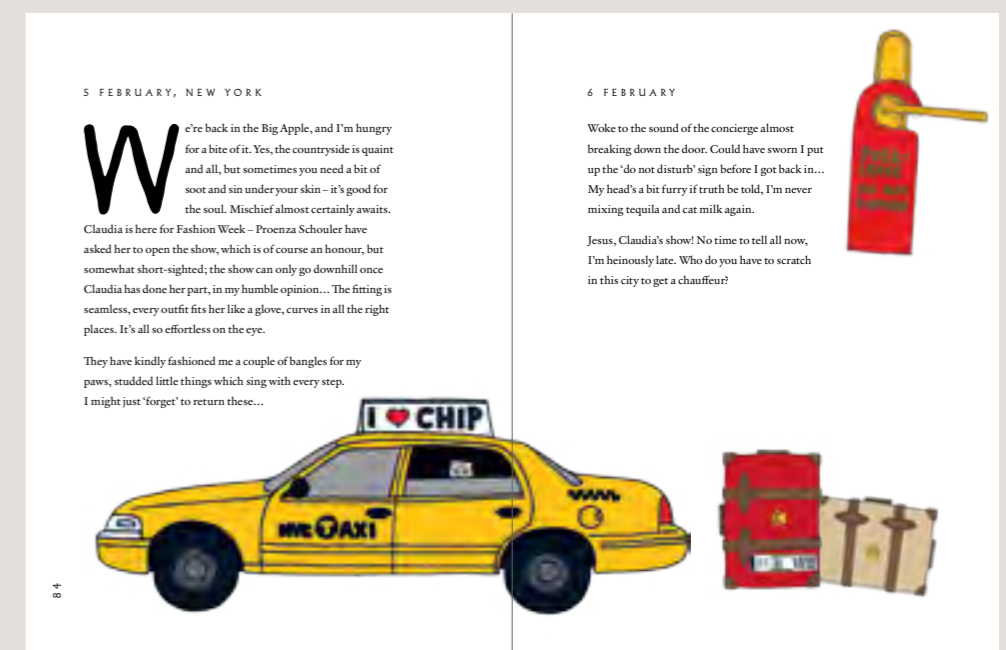 5 FEBRUARY, NEW YORK
We're back in the Big Apple, and I'm hungry
for a bite of it. Yes, the countryside is quaint
and all, but sometimes you need a bit of
soot and sin under your skin – it's good for
the soul. Mischief almost certainly awaits.
Claudia is here for Fashion Week – Proenza Schouler have
asked her to open the show, which is of course an honour, but
somewhat short-sighted; the show can only go downhill once
Claudia has done her part, in my humble opinion… The fitting is
seamless, every outfit fits her like a glove, curves in all the right
places. It's all so effortless on the eye.
They have kindly fashioned me a couple of bangles for my
paws, studded little things which sing with every step.
I might just 'forget' to return these…
I ❤ CHIP
NYC TAXI
84
6 FEBRUARY
Woke to the sound of the concierge almost
breaking down the door. Could have sworn I put
up the 'do not disturb' sign before I got back in…
My head's a bit furry if truth be told, I'm never
mixing tequila and cat milk again.
Jesus, Claudia's show! No time to tell all now,
I'm heinously late. Who do you have to scratch
in this city to get a chauffeur?